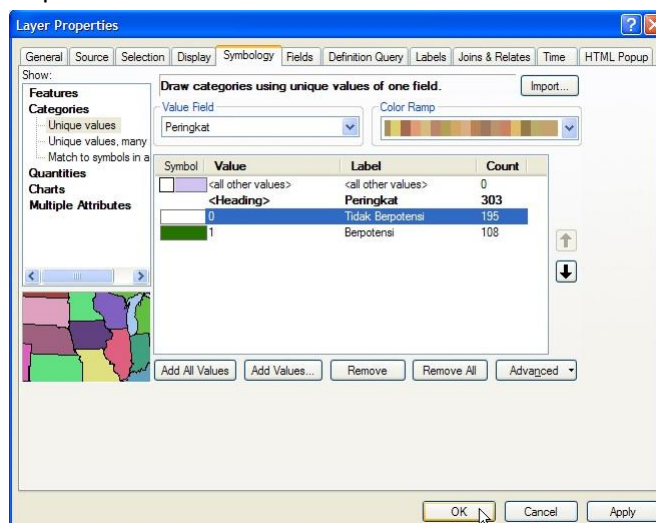 Layer Properties
General Source Selection Display Symbology Fields Definition Query Labels Joins & Relates Time HTML Popup
Show:
Features
Categories
Unique values
Unique values, many
Match to symbols in a
Quantities
Charts
Multiple Attributes
Draw categories using unique values of one field.
Import...
Value Field
Peringkat
Color Ramp
Symbol Value Label Count
<all other values> <all other values> 0
<Heading> Peringkat 303
0 Tidak Berpotensi 195
1 Berpotensi 108
Add All Values Add Values... Remove Remove All Advanced
OK Cancel Apply